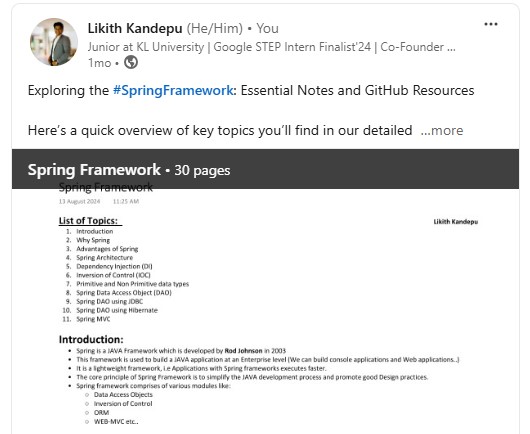 Likith Kandepu (He/Him) • You
Junior at KL University | Google STEP Intern Finalist'24 | Co-Founder ...
1mo •
Exploring the #SpringFramework: Essential Notes and GitHub Resources
Here's a quick overview of key topics you'll find in our detailed ...more
Spring Framework • 30 pages
Spring Framework
13 August 2024 11:25 AM
List of Topics: Likith Kandepu
1. Introduction
2. Why Spring
3. Advantages of Spring
4. Spring Architecture
5. Dependency Injection (DI)
6. Inversion of Control (IOC)
7. Primitive and Non Primitive data types
8. Spring Data Access Object (DAO)
9. Spring DAO using JDBC
10. Spring DAO using Hibernate
11. Spring MVC
Introduction:
• Spring is a JAVA Framework which is developed by Rod Johnson in 2003
• This framework is used to build a JAVA application at an Enterprise level (We can build console applications and Web applications..)
• It is a lightweight framework, i.e Applications with Spring frameworks executes faster.
• The core principle of Spring Framework is to simplify the JAVA development process and promote good Design practices.
• Spring framework comprises of various modules like:
○ Data Access Objects
○ Inversion of Control
○ ORM
○ WEB-MVC etc..